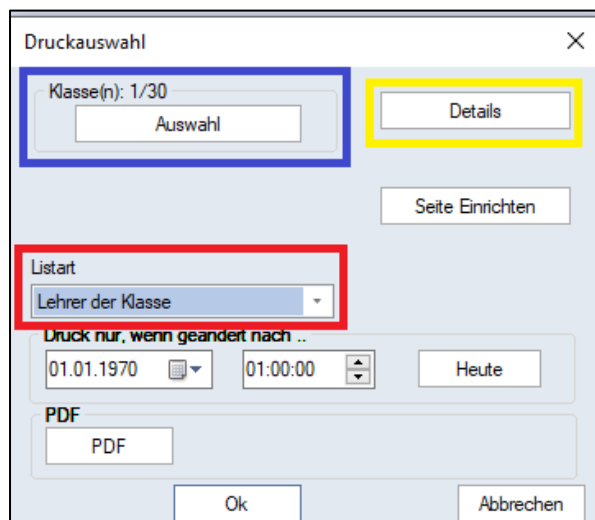 Druckauswahl
Klasse(n): 1/30
Auswahl
Details
Seite Einrichten
Listart
Lehrer der Klasse
Druck nur, wenn geändert nach ..
01.01.1970
01:00:00
Heute
PDF
PDF
Ok
Abbrechen